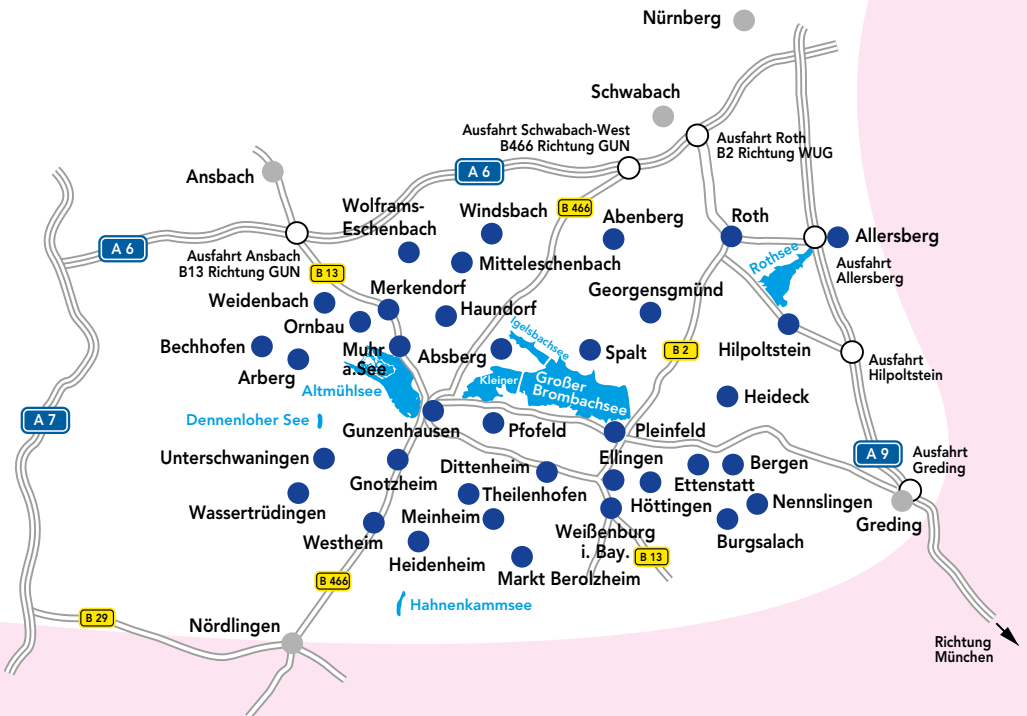 Nürnberg
Schwabach
Ausfahrt Schwabach-West
B466 Richtung GUN
Ausfahrt Roth
B2 Richtung WUG
Ansbach
A 6
Wolframs-
Eschenbach
Windsbach
B 466
Abenberg
Roth
Allersberg
A 6
Ausfahrt Ansbach
B13 Richtung GUN
B 13
Mitteleschenbach
Rothsee
Ausfahrt
Allersberg
Weidenbach
Merkendorf
Haundorf
Georgensgmünd
Ornbau
Bechhofen
Muhr
a.See
Absberg
Igelsbachsee
Spalt
B 2
Hilpoltstein
Ausfahrt
Hilpoltstein
Arberg
Altmühlsee
Kleiner
Großer
Brombachsee
Heideck
A 7
Dennenloher See
Gunzenhausen
Pfofeld
Pleinfeld
Unterschwaningen
Gnotzheim
Dittenheim
Ellingen
Bergen
A 9
Ausfahrt
Greding
Ettenstatt
Wassertrüdingen
Theilenhofen
Höttingen
Nennslingen
Meinheim
Greding
Westheim
Weißenburg
i. Bay.
Burgsalach
Heidenheim
B 13
Markt Berolzheim
B 466
Hahnenkammsee
B 29
Nördlingen
Richtung
München